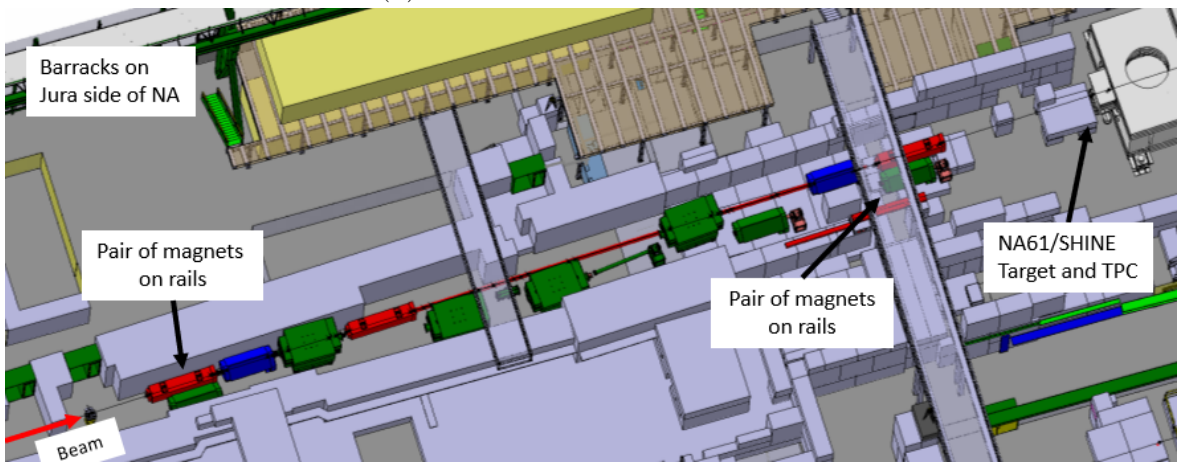 Barracks on
Jura side of NA
Pair of magnets
on rails
NA61/SHINE
Target and TPC
Pair of magnets
on rails
Beam